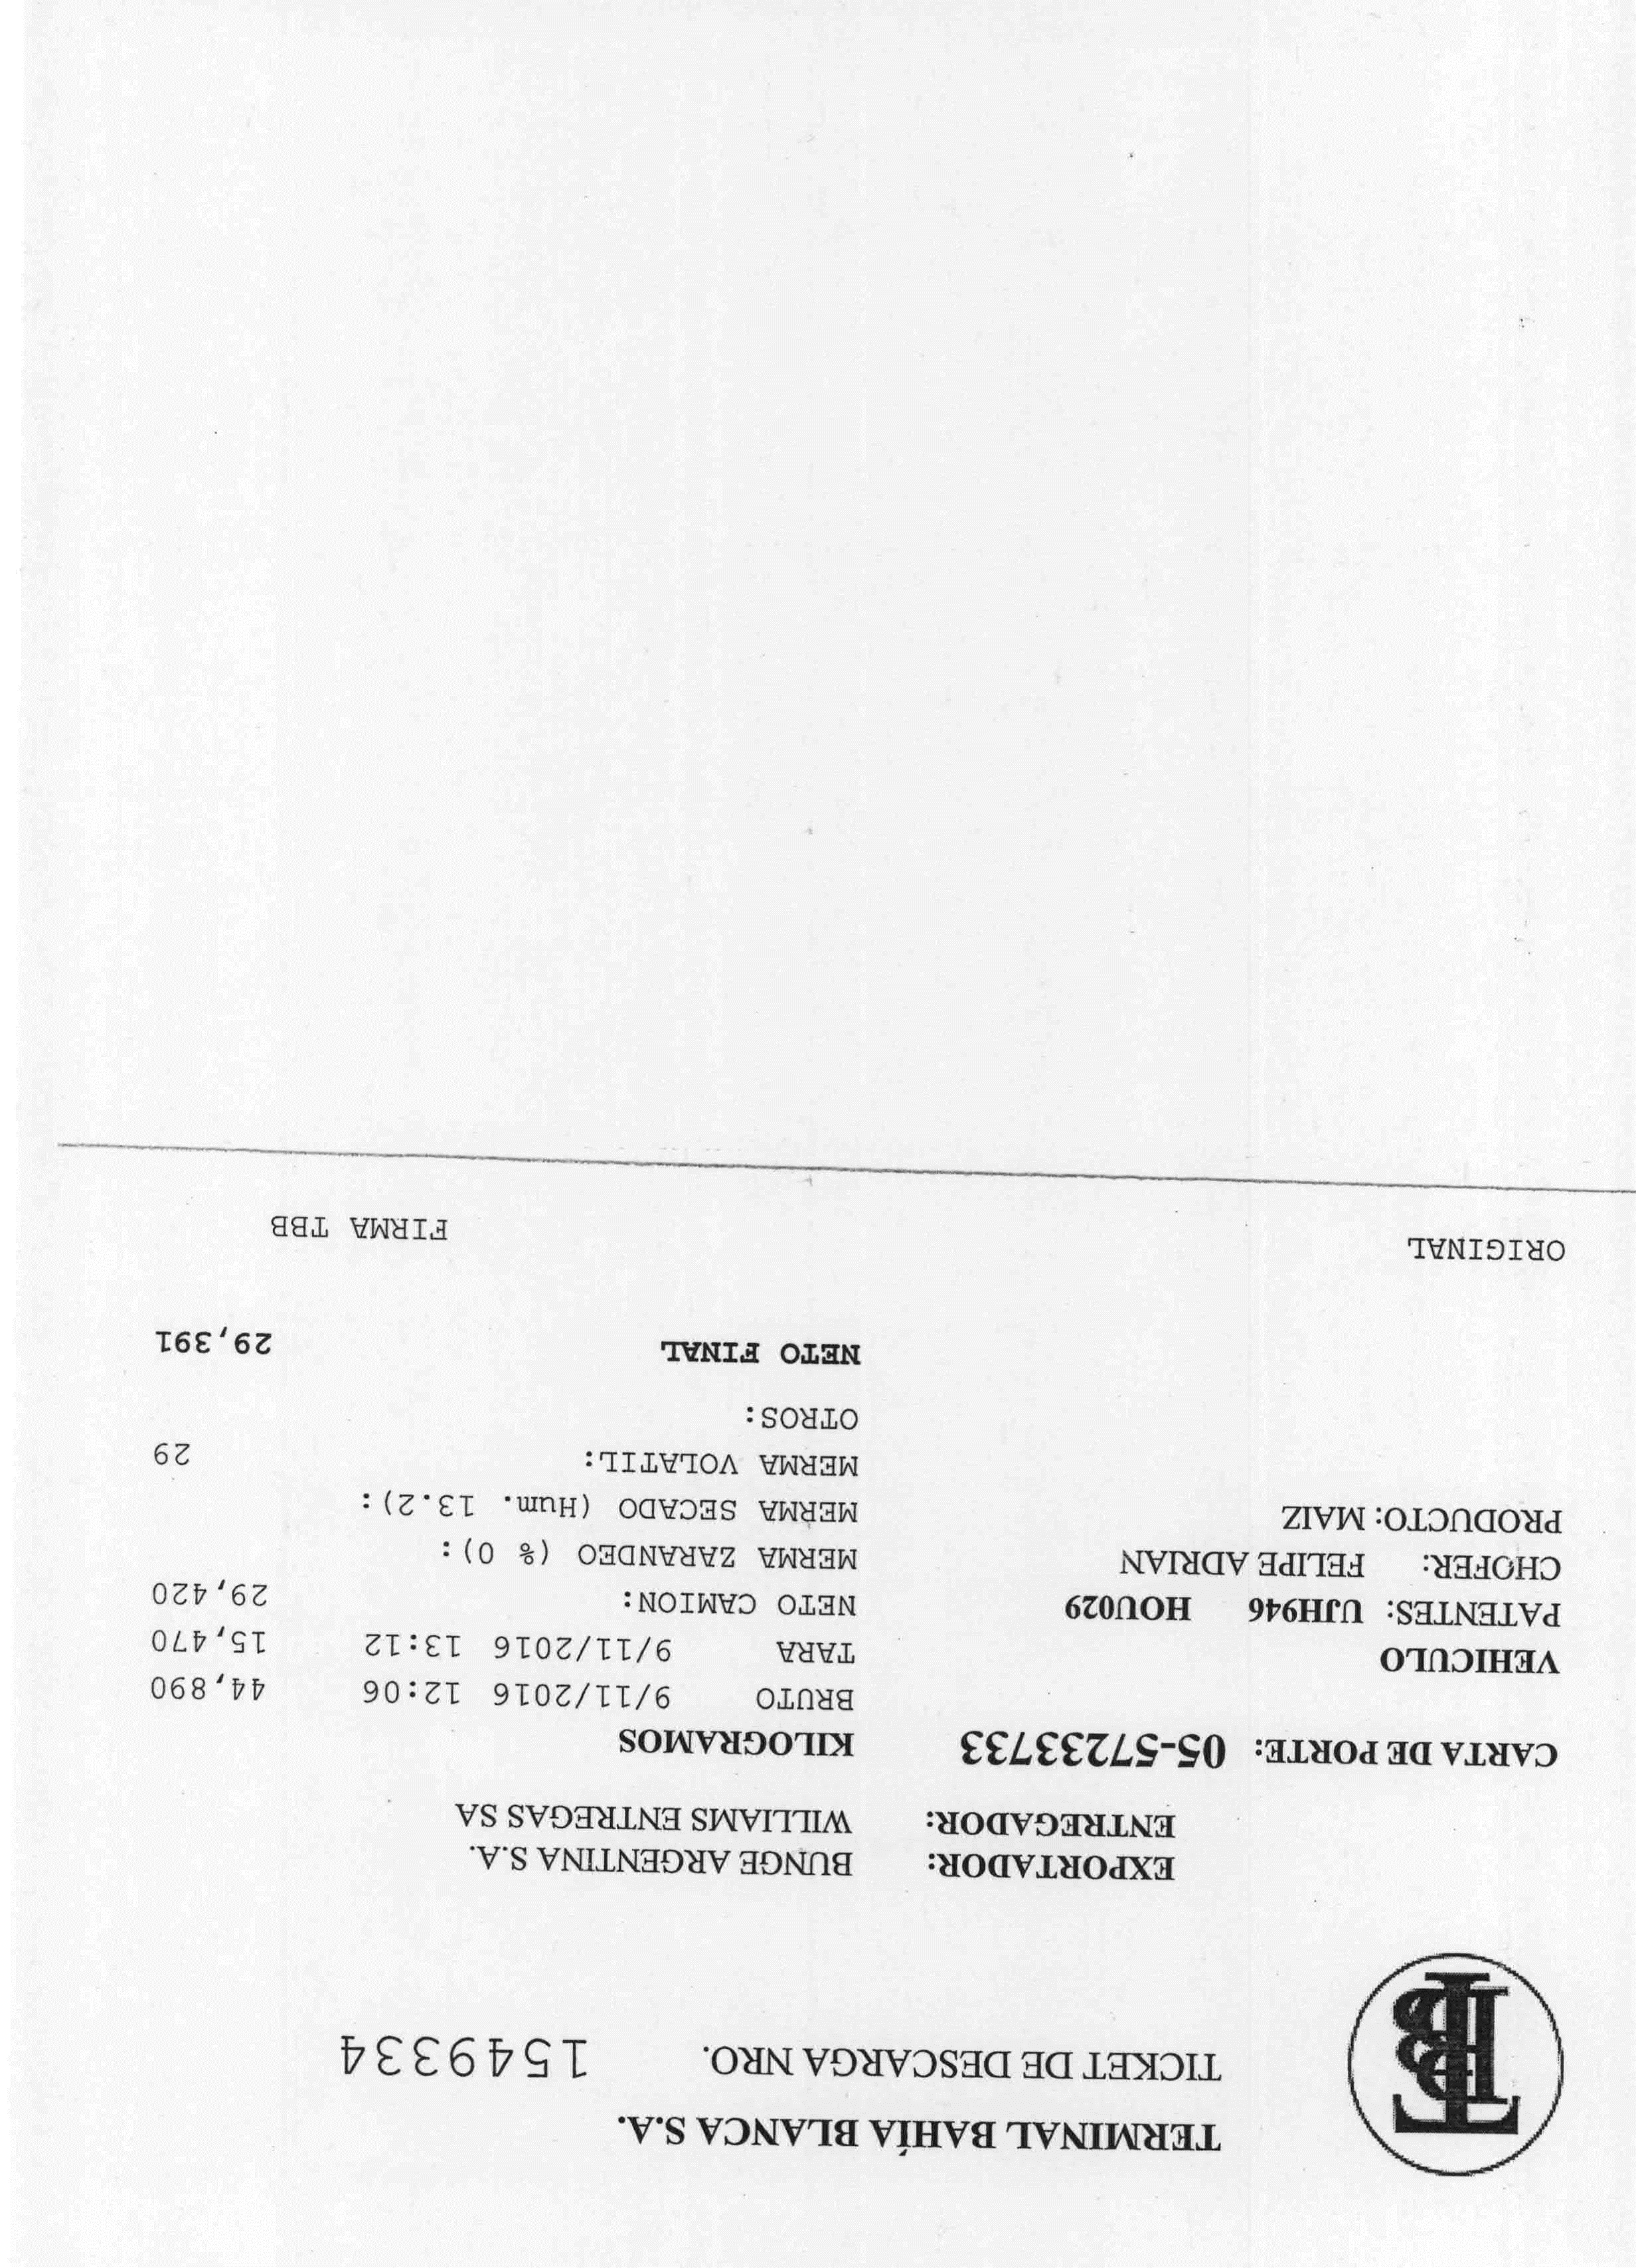 TERMINAL BAHÍA BLANCA S.A.
TICKET DE DESCARGA NRO. 1549334
EXPORTADOR: BUNGE ARGENTINA S.A.
ENTREGADOR: WILLIAMS ENTREGAS SA
CARTA DE PORTE: 05-57233733
KILOGRAMOS
BRUTO 9/11/2016 12:06 44,890
VEHICULO
TARA 9/11/2016 13:12 15,470
PATENTES: UJH946 HOU029
NETO CAMION: 29,420
CHOFER: FELIPE ADRIAN
MERMA ZARANDEO (% 0):
PRODUCTO: MAIZ
MERMA SECADO (Hum. 13.2):
MERMA VOLATIL: 29
OTROS:
NETO FINAL 29,391
ORIGINAL
FIRMA TBB